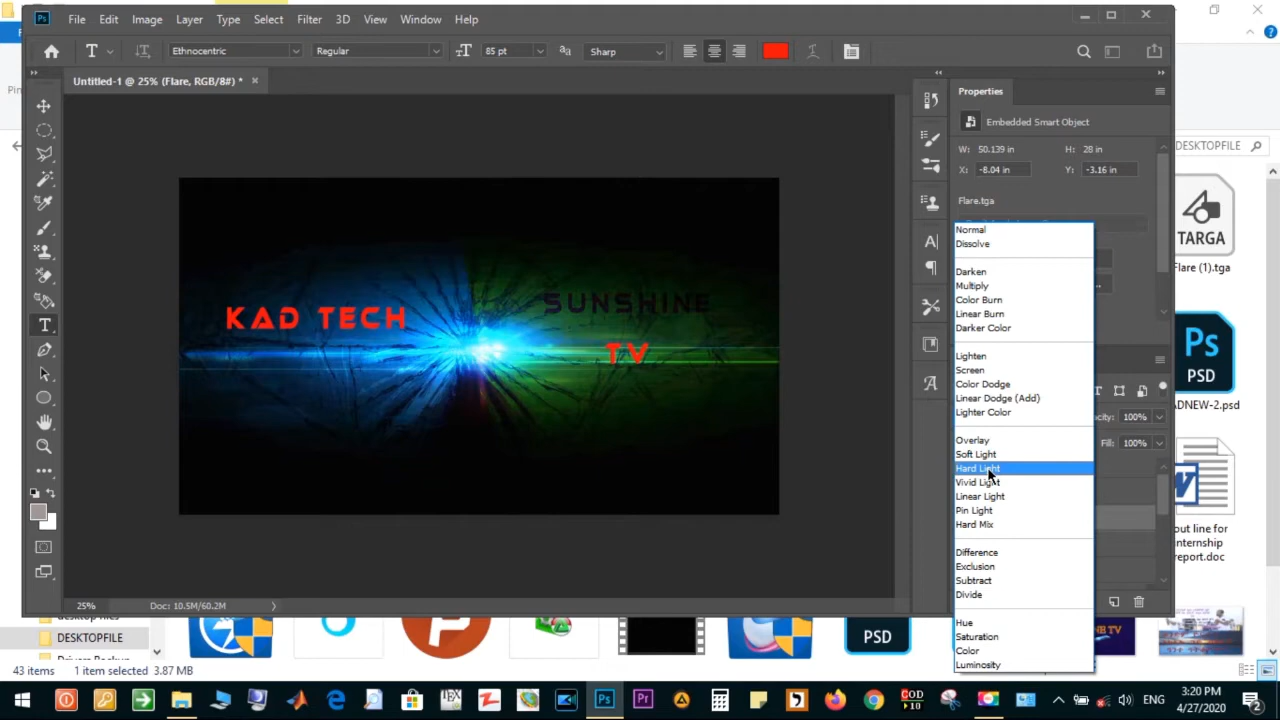 File Edit Image Layer Type Select Filter 3D View Window Help
Ethnocentric Regular 85 pt Sharp
Untitled-1 @ 25% (Flare, RGB/8#) *
Properties
Embedded Smart Object
W: 50.139 in H: 28 in
X: -8.04 in Y: -3.16 in
Flare.tga
Normal
Dissolve
Darken
Multiply
Color Burn
Linear Burn
Darker Color
Lighten
Screen
Color Dodge
Linear Dodge (Add)
Lighter Color
Overlay
Soft Light
Hard Light
Vivid Light
Linear Light
Pin Light
Hard Mix
Difference
Exclusion
Subtract
Divide
Hue
Saturation
Color
Luminosity
100%
Fill: 100%
KAD TECH
SUNSHINE
TV
25% Doc: 10.5M/60.2M
DESKTOPFILE
TARGA
Flare (1).tga
Ps
PSD
ADNEW-2.psd
out line for
internship
report.doc
DESKTOPFILE
PSD
43 items 1 item selected 3.87 MB
3:20 PM
ENG
4/27/2020